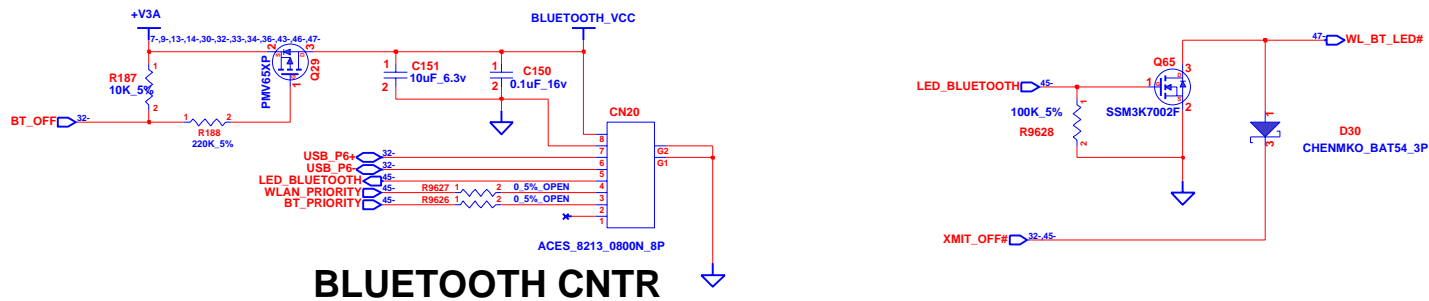 +V3A
BLUETOOTH_VCC
7-,9-,13-,14-,30-,32-,33-,34-,36-,43-,46-,47-
2
3
S
D
G
1
Q29
PMV65XP
1
R187
10K_5%
2
BT_OFF 32-
1 2
R188
220K_5%
1
C151
10uF_6.3v
2
1
C150
0.1uF_16v
2
CN20
8
7
6
5
4
3
2
1
G2
G1
USB_P6+ 32-
USB_P6- 32-
LED_BLUETOOTH 45-
WLAN_PRIORITY 45- R9627 1 2 0_5%_OPEN
BT_PRIORITY 45- R9626 1 2 0_5%_OPEN
ACES_8213_0800N_8P
BLUETOOTH CNTR
47- WL_BT_LED#
Q65
3
1
D
G
S
2
SSM3K7002F
LED_BLUETOOTH 45-
1
100K_5%
R9628
2
1
D30
3
CHENMKO_BAT54_3P
XMIT_OFF# 32-,45-